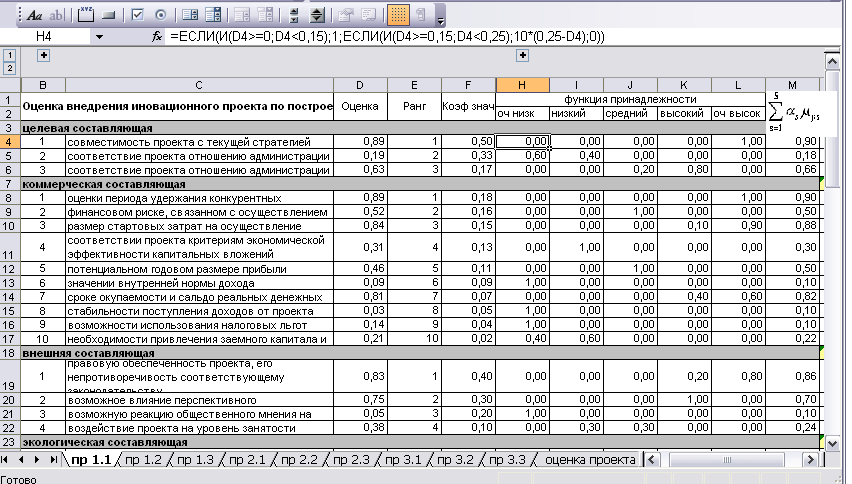 Aa ab|
H4 fx =ЕСЛИ(И(D4>=0;D4<0,15);1;ЕСЛИ(И(D4>=0,15;D4<0,25);10*(0,25-D4);0))
1
2
B C D E F H I J K L M
1 Оценка внедрения иновационного проекта по построе Оценка Ранг Коэф знач функция принадлежности
2 оч низк низкий средний высокий оч высок
3 целевая составляющая
4 1 совместимость проекта с текущей стратегией 0,89 1 0,50 0,00 0,00 0,00 0,00 1,00 0,90
5 2 соответствие проекта отношению администрации 0,19 2 0,33 0,60 0,40 0,00 0,00 0,00 0,18
6 3 соответствие проекта отношению администрации 0,63 3 0,17 0,00 0,00 0,20 0,80 0,00 0,66
7 коммерческая составляющая
8 1 оценки периода удержания конкурентных 0,89 1 0,18 0,00 0,00 0,00 0,00 1,00 0,90
9 2 финансовом риске, связанном с осуществлением 0,52 2 0,16 0,00 0,00 1,00 0,00 0,00 0,50
10 3 размер стартовых затрат на осуществление 0,84 3 0,15 0,00 0,00 0,00 0,10 0,90 0,88
11 4 соответствии проекта критериям экономической эффективности капитальных вложений 0,31 4 0,13 0,00 1,00 0,00 0,00 0,00 0,30
12 5 потенциальном годовом размере прибыли 0,46 5 0,11 0,00 0,00 1,00 0,00 0,00 0,50
13 6 значении внутренней нормы дохода 0,09 6 0,09 1,00 0,00 0,00 0,00 0,00 0,10
14 7 сроке окупаемости и сальдо реальных денежных 0,81 7 0,07 0,00 0,00 0,00 0,40 0,60 0,82
15 8 стабильности поступления доходов от проекта 0,03 8 0,05 1,00 0,00 0,00 0,00 0,00 0,10
16 9 возможности использования налоговых льгот 0,14 9 0,04 1,00 0,00 0,00 0,00 0,00 0,10
17 10 необходимости привлечения заемного капитала и 0,21 10 0,02 0,40 0,60 0,00 0,00 0,00 0,22
18 внешняя составляющая
19 1 правовую обеспеченность проекта, его непротиворечивость соответствующему законодательству 0,83 1 0,40 0,00 0,00 0,00 0,20 0,80 0,86
20 2 возможное влияние перспективного 0,75 2 0,30 0,00 0,00 0,00 1,00 0,00 0,70
21 3 возможную реакцию общественного мнения на 0,05 3 0,20 1,00 0,00 0,00 0,00 0,00 0,10
22 4 воздействие проекта на уровень занятости 0,38 4 0,10 0,00 0,30 0,30 0,00 0,00 0,24
23 экологическая составляющая
пр 1.1 пр 1.2 пр 1.3 пр 2.1 пр 2.2 пр 2.3 пр 3.1 пр 3.2 пр 3.3 оценка проекта
Готово